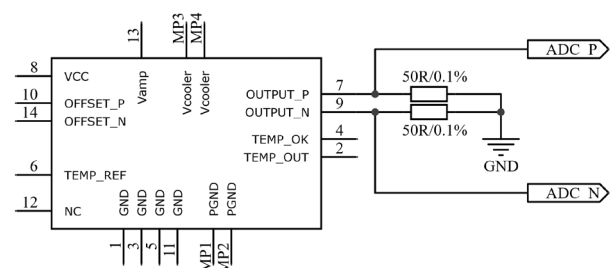 13
MP3
MP4
ADC_P
8
VCC
Vamp
Vcooler
Vcooler
7
50R/0.1%
10
OFFSET_P
OUTPUT_P
14
OFFSET_N
OUTPUT_N
9
50R/0.1%
TEMP_OK
4
TEMP_OUT
2
GND
6
TEMP_REF
12
NC
GND
GND
GND
GND
PGND
PGND
ADC_N
1
3
5
11
MP1
MP2